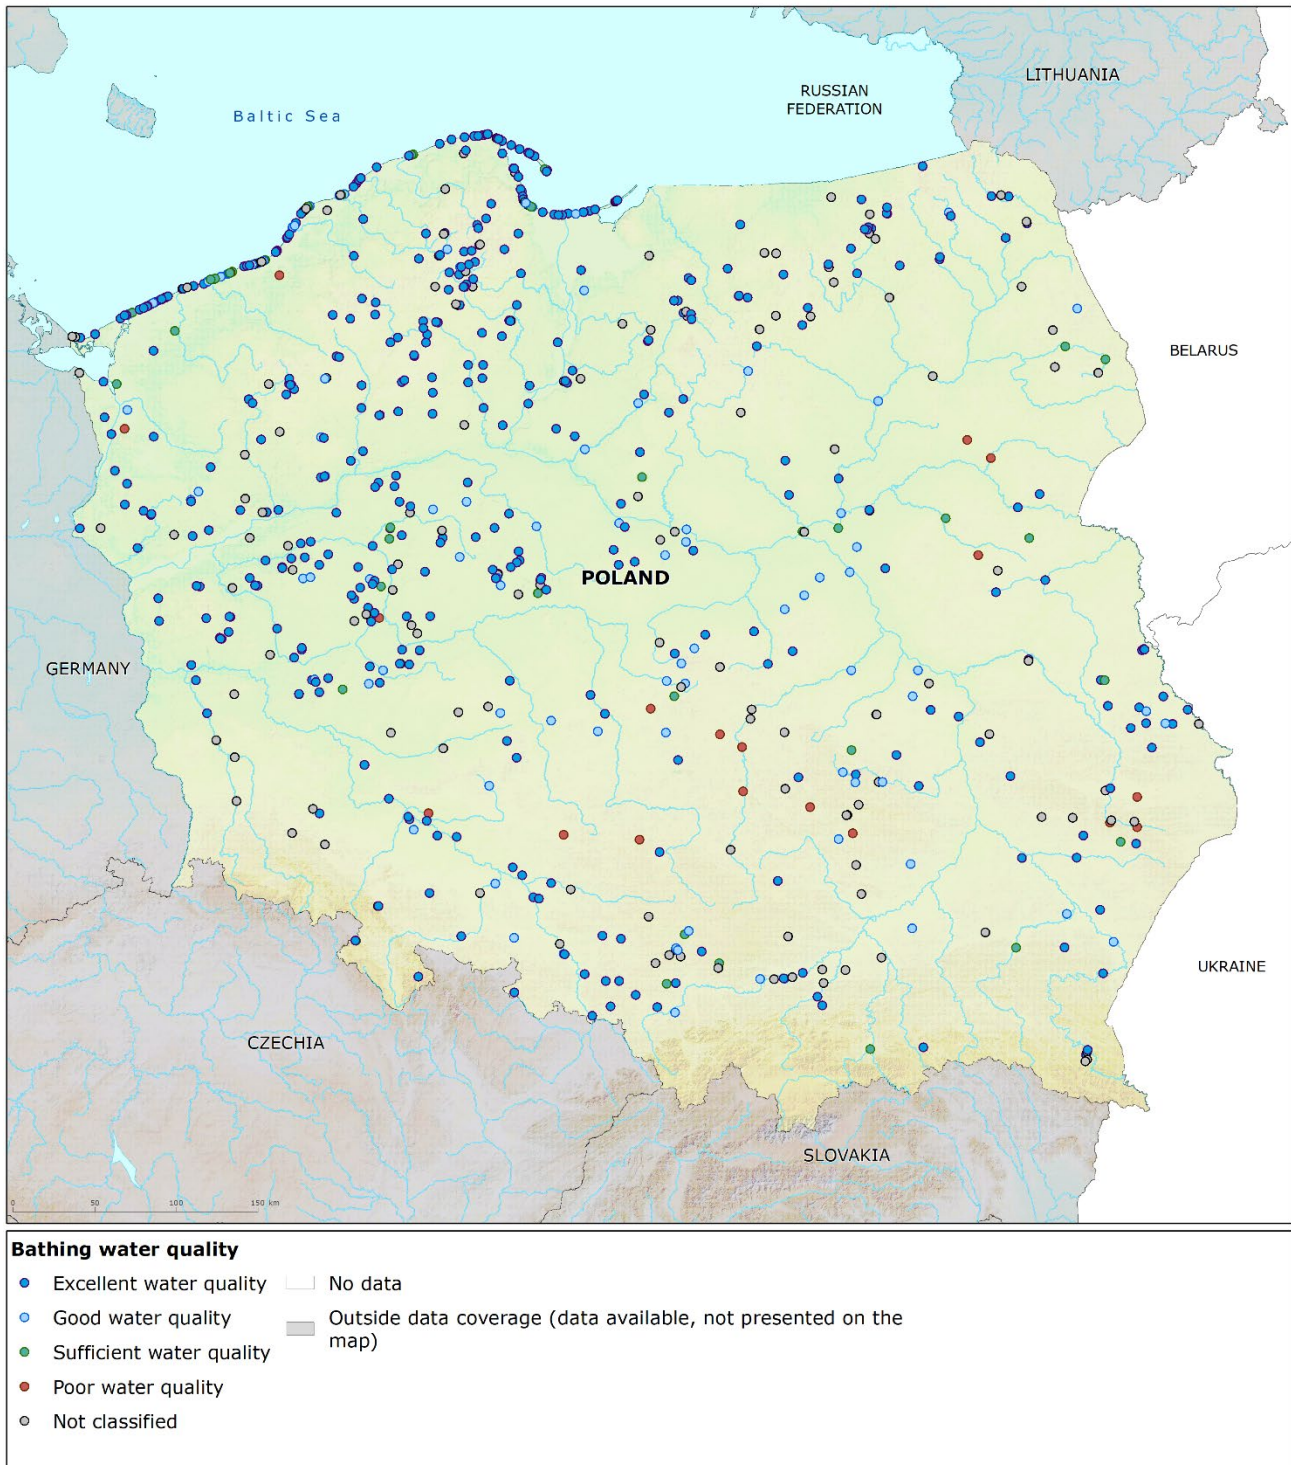 LITHUANIA
RUSSIAN
FEDERATION
Baltic Sea
BELARUS
POLAND
GERMANY
UKRAINE
CZECHIA
SLOVAKIA
0 50 100 150 km
Bathing water quality
Excellent water quality
No data
Good water quality
Outside data coverage (data available, not presented on the
map)
Sufficient water quality
Poor water quality
Not classified